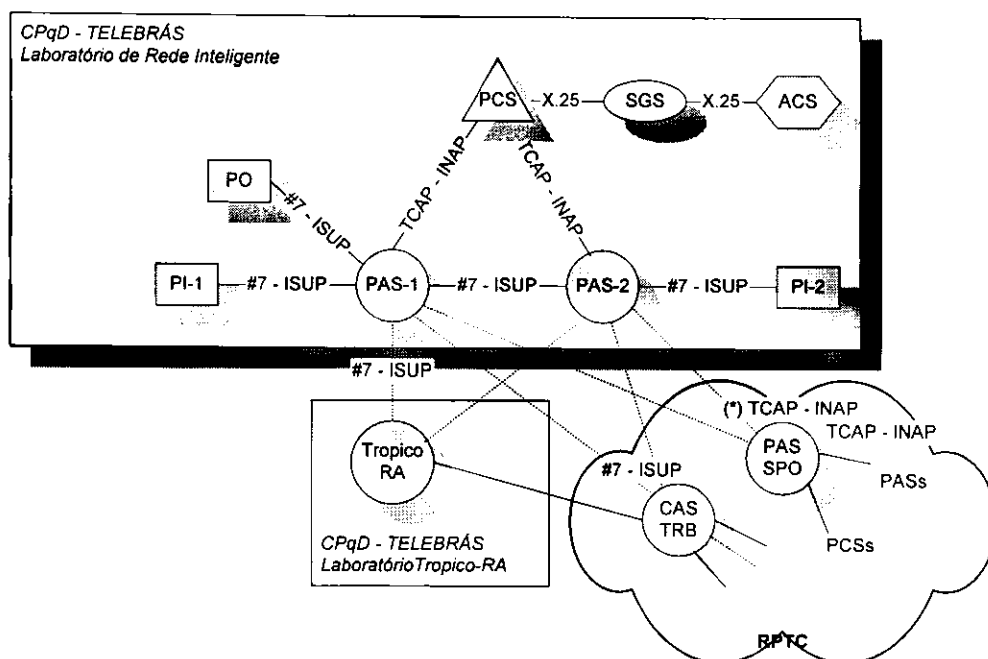 CPqD - TELEBRÁS
Laboratório de Rede Inteligente
PCS
X.25
SGS
X.25
ACS
TCAP - INAP
TCAP - INAP
PO
#7 - ISUP
PI-1
#7 - ISUP
PAS-1
#7 - ISUP
PAS-2
#7 - ISUP
PI-2
#7 - ISUP
(*) TCAP - INAP
TCAP - INAP
Tropico
RA
#7 - ISUP
PAS
SPO
PASs
CAS
TRB
PCSs
CPqD - TELEBRÁS
LaboratórioTropico-RA
RPTC